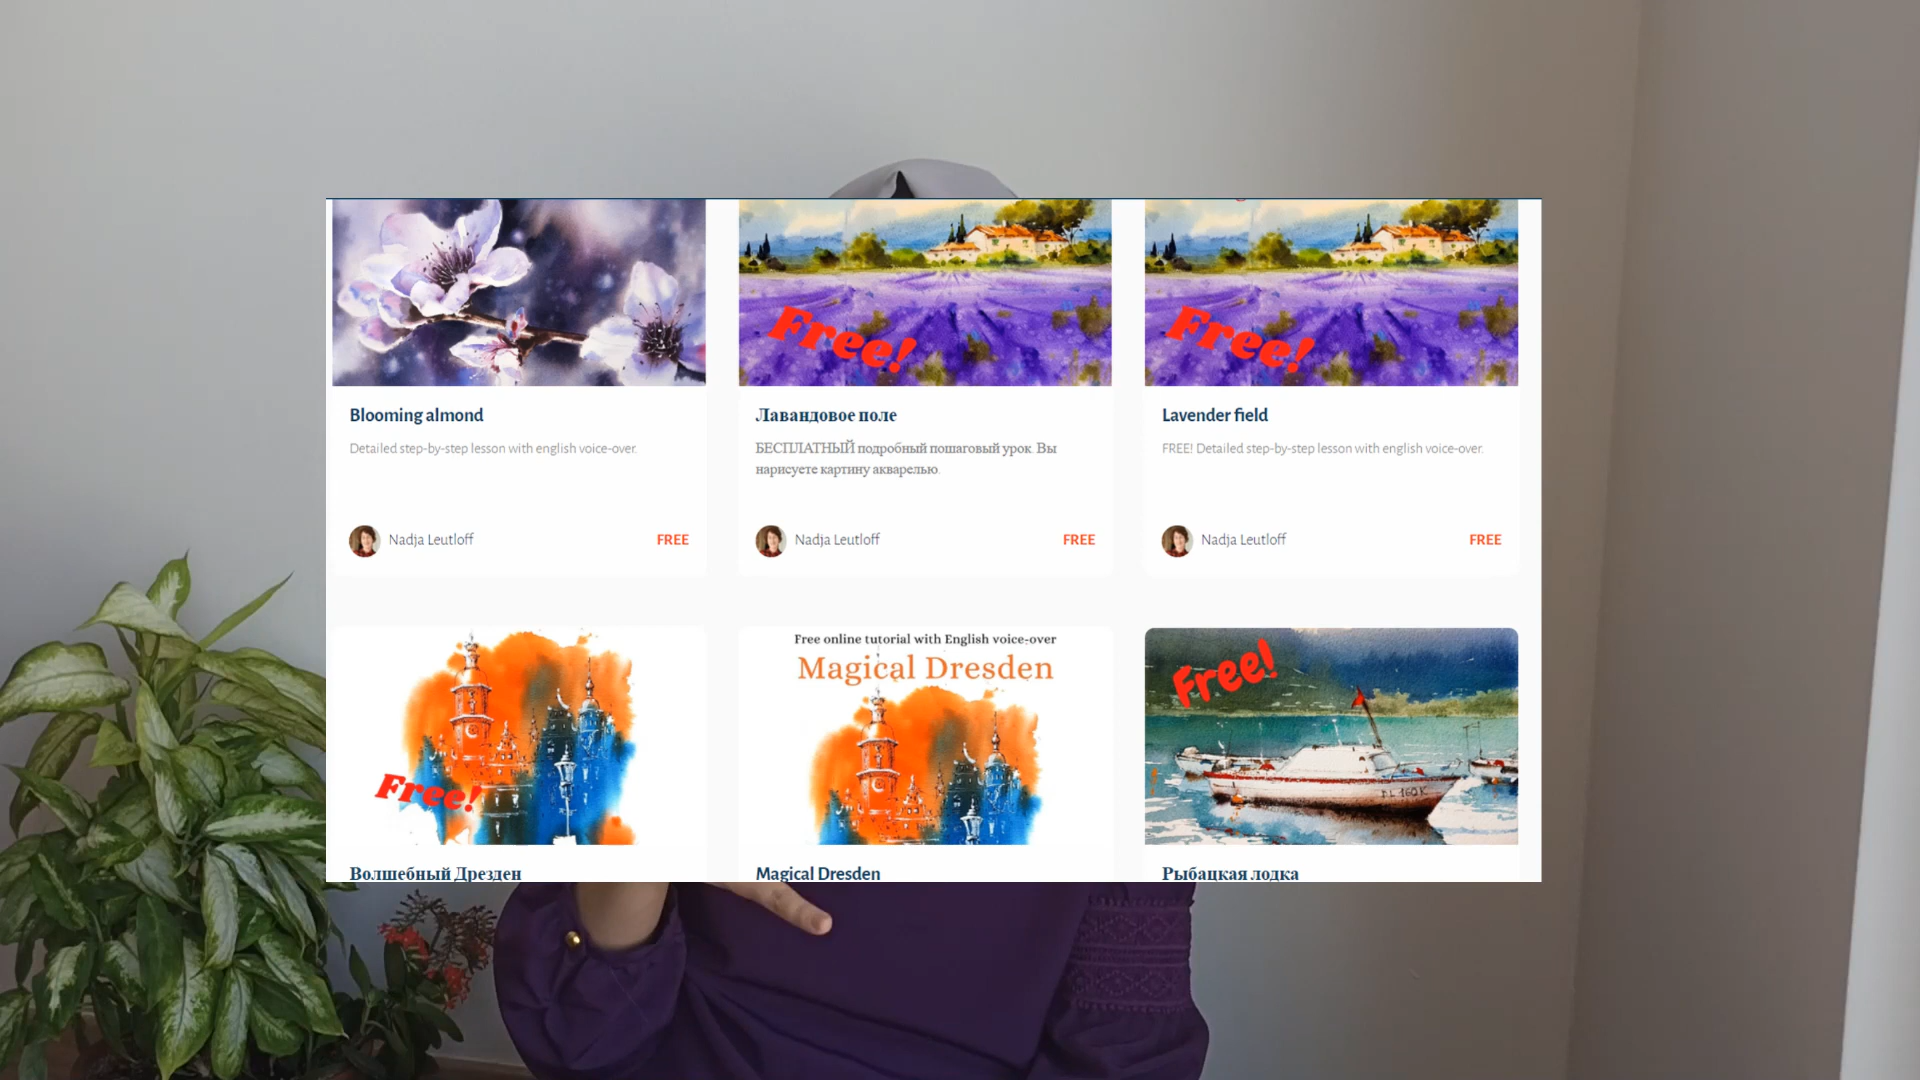 Free!
Free!
Blooming almond
Detailed step-by-step lesson with english voice-over.
Nadja Leutloff
FREE
Лавандовое поле
БЕСПЛАТНЫЙ подробный пошаговый урок. Вы
нарисуете картину акварелью.
Nadja Leutloff
FREE
Lavender field
FREE! Detailed step-by-step lesson with english voice-over.
Nadja Leutloff
FREE
Free!
Free online tutorial with English voice-over
Magical Dresden
Free!
Волшебный Дрезден
Magical Dresden
Рыбацкая лодка